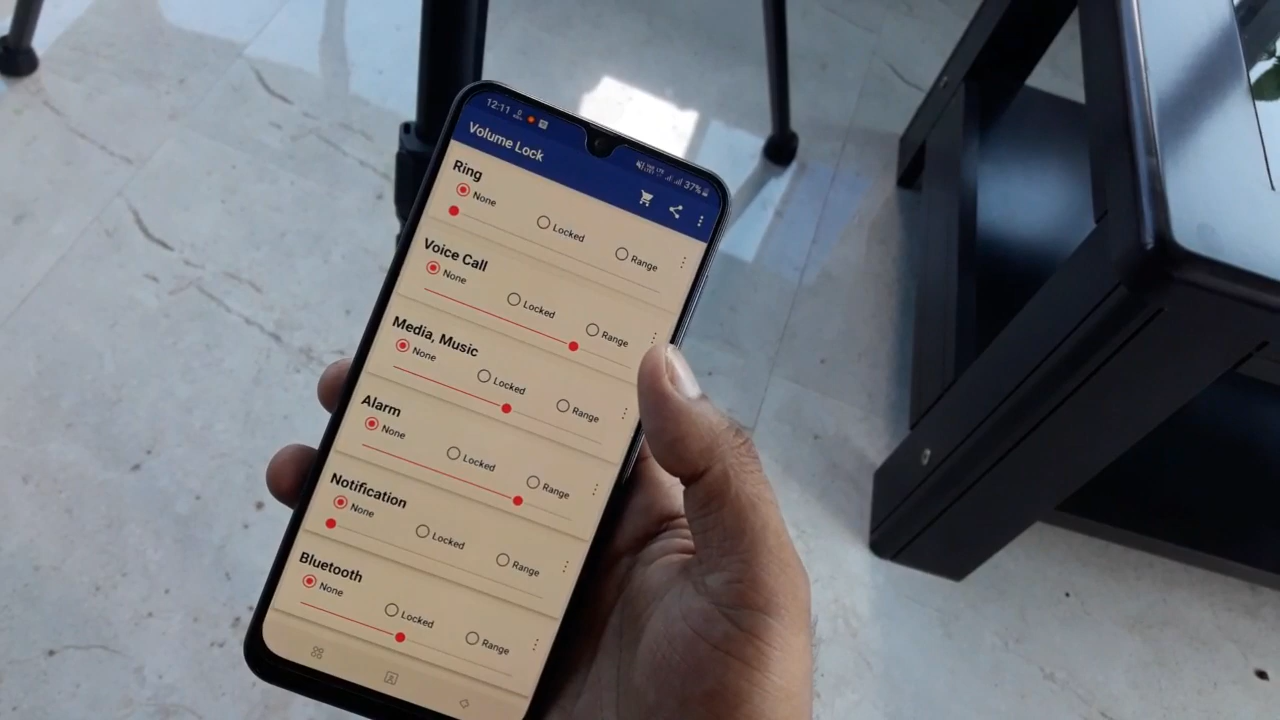 12:11
37%
Volume Lock
Ring
None Locked Range
Voice Call
None Locked Range
Media, Music
None Locked Range
Alarm
None Locked Range
Notification
None Locked Range
Bluetooth
None Locked Range